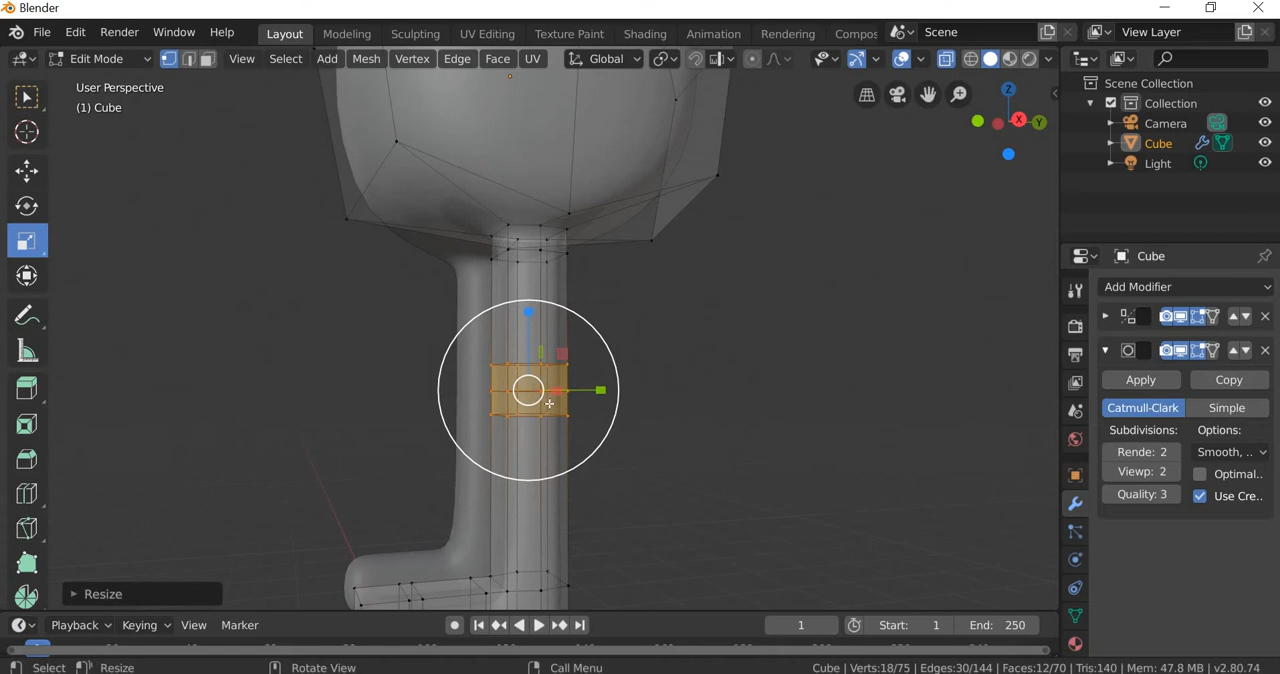 Blender
File Edit Render Window Help Layout Modeling Sculpting UV Editing Texture Paint Shading Animation Rendering Compos Scene View Layer
Edit Mode View Select Add Mesh Vertex Edge Face UV Global
User Perspective
(1) Cube
Z
X
Y
Scene Collection
Collection
Camera
Cube
Light
Cube
Add Modifier
Apply Copy
Catmull-Clark Simple
Subdivisions: Options:
Rende: 2 Smooth, ..
Viewp: 2 Optimal..
Quality: 3 Use Cre..
Resize
Playback Keying View Marker 1 Start: 1 End: 250
Select Resize Rotate View Call Menu Cube | Verts:18/75 | Edges:30/144 | Faces:12/70 | Tris:140 | Mem: 47.8 MB | v2.80.74